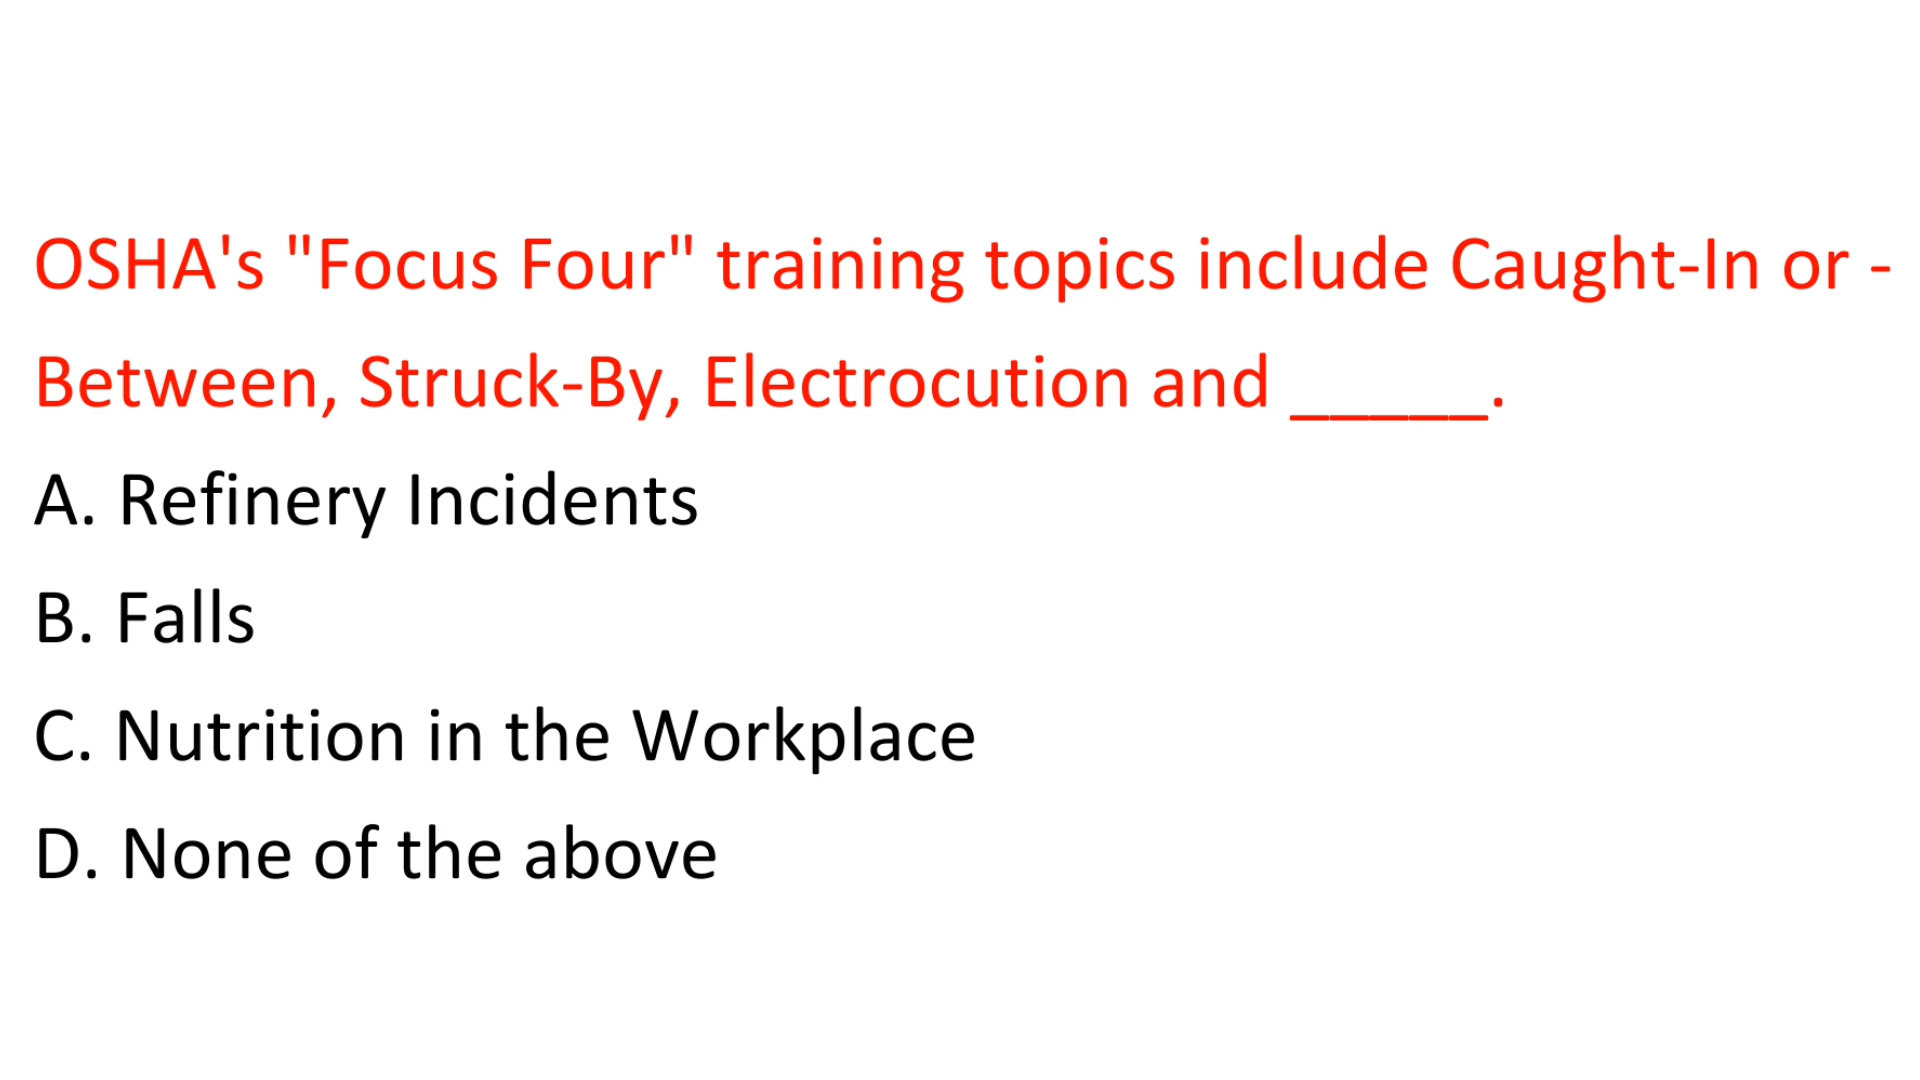 OSHA's "Focus Four" training topics include Caught-In or -
Between, Struck-By, Electrocution and _____.
A. Refinery Incidents
B. Falls
C. Nutrition in the Workplace
D. None of the above